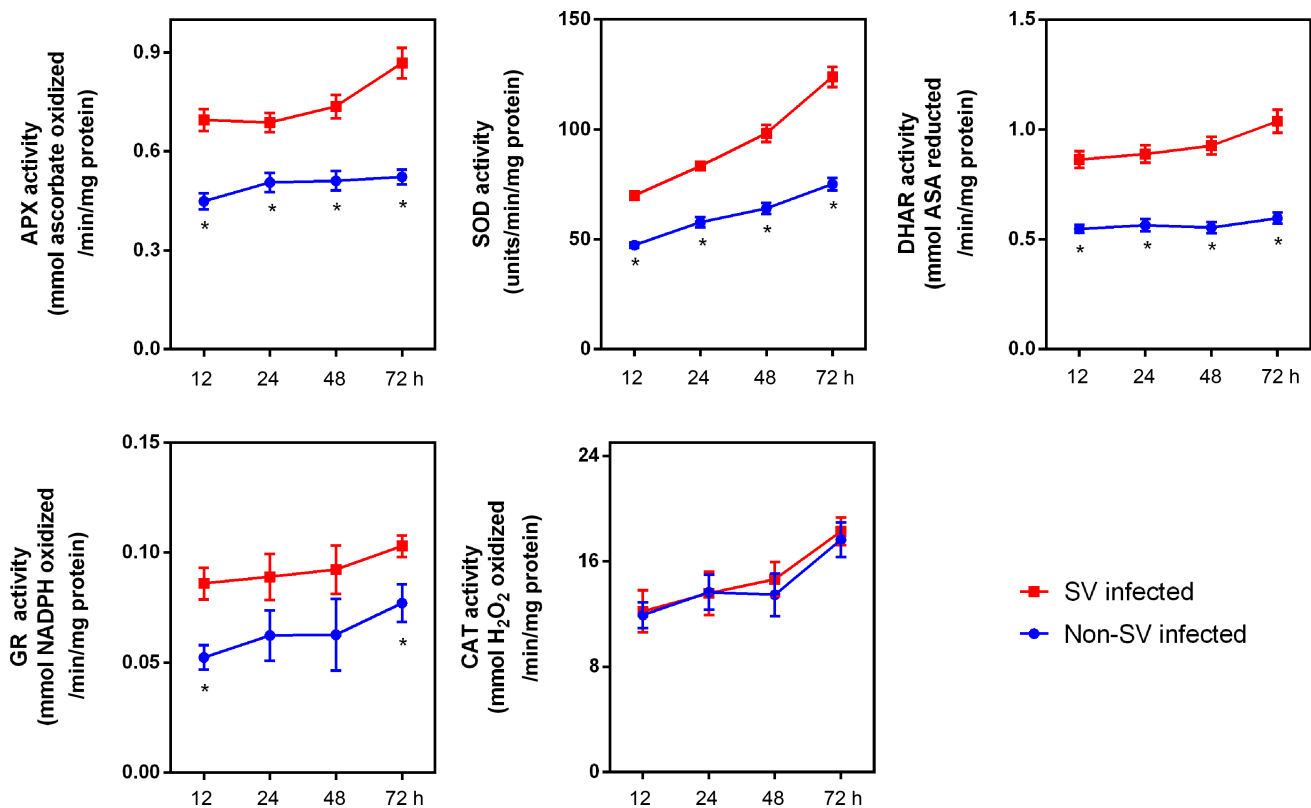 APX activity
(mmol ascorbate oxidized
/min/mg protein)
0.9
0.6
0.3
0.0
*
*
*
*
12 24 48 72 h
SOD activity
(units/min/mg protein)
150
100
50
0
*
*
*
*
12 24 48 72 h
DHAR activity
(mmol ASA reducted
/min/mg protein)
1.5
1.0
0.5
0.0
*
*
*
*
12 24 48 72 h
GR activity
(mmol NADPH oxidized
/min/mg protein)
0.15
0.10
0.05
0.00
*
*
12 24 48 72 h
CAT activity
(mmol H₂O₂ oxidized
/min/mg protein)
24
16
8
0
12 24 48 72 h
SV infected
Non-SV infected